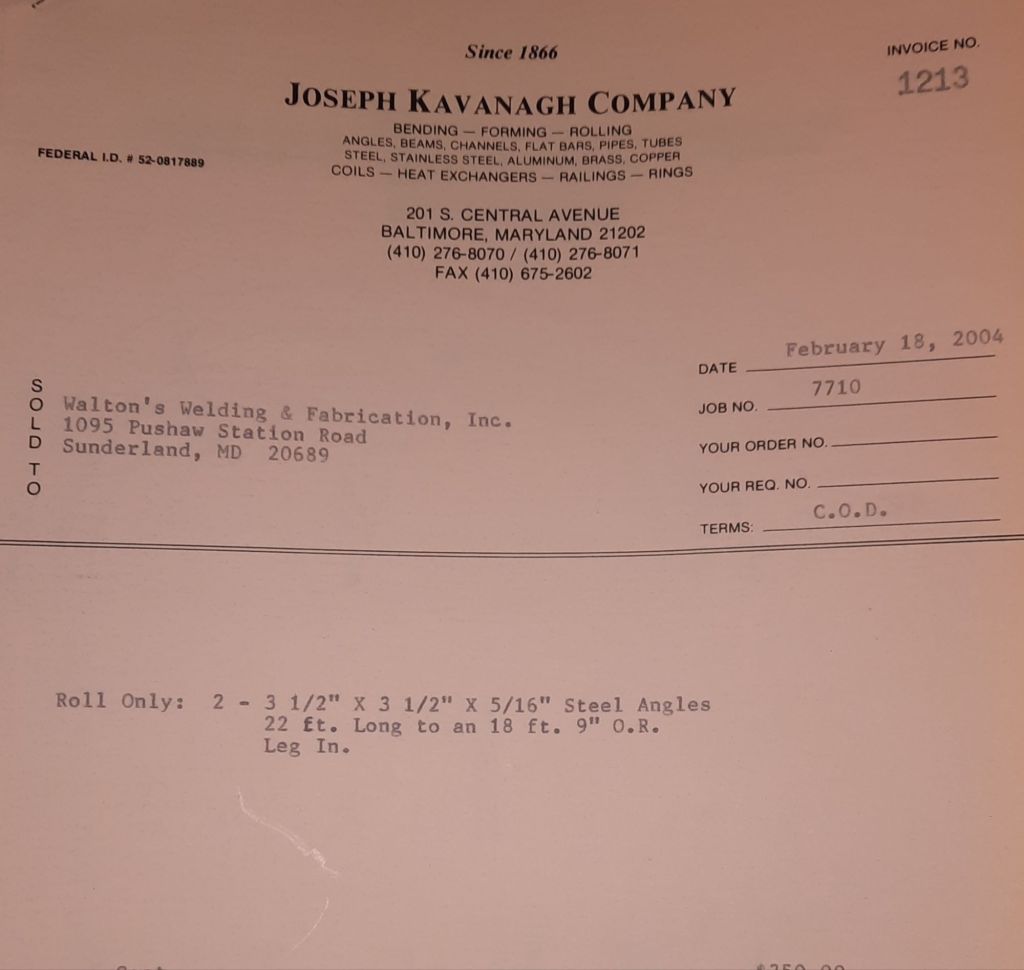 Since 1866
INVOICE NO.
1213
JOSEPH KAVANAGH COMPANY
BENDING — FORMING — ROLLING
ANGLES, BEAMS, CHANNELS, FLAT BARS, PIPES, TUBES
STEEL, STAINLESS STEEL, ALUMINUM, BRASS, COPPER
COILS — HEAT EXCHANGERS — RAILINGS — RINGS
FEDERAL I.D. # 52-0817889
201 S. CENTRAL AVENUE
BALTIMORE, MARYLAND 21202
(410) 276-8070 / (410) 276-8071
FAX (410) 675-2602
SOLD TO
Walton's Welding & Fabrication, Inc.
1095 Pushaw Station Road
Sunderland, MD 20689
DATE February 18, 2004
JOB NO. 7710
YOUR ORDER NO.
YOUR REQ. NO.
TERMS: C.O.D.
Roll Only: 2 - 3 1/2" X 3 1/2" X 5/16" Steel Angles
22 ft. Long to an 18 ft. 9" O.R.
Leg In.